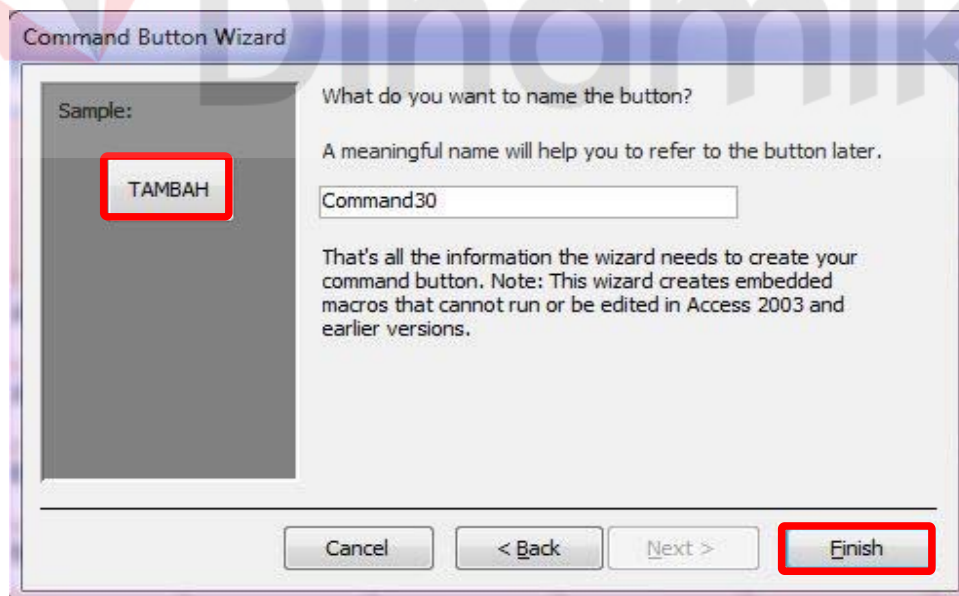 Dinamik
Command Button Wizard
Sample:
TAMBAH
What do you want to name the button?
A meaningful name will help you to refer to the button later.
Command30
That's all the information the wizard needs to create your
command button. Note: This wizard creates embedded
macros that cannot run or be edited in Access 2003 and
earlier versions.
Cancel
< Back
Next >
Finish